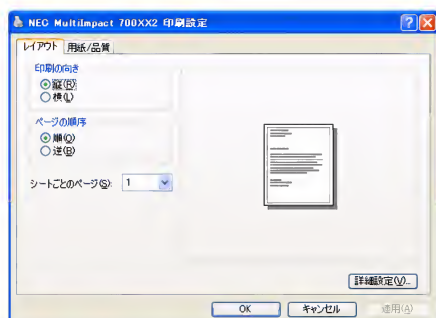 NEC MultiImpact 700XX2 印刷設定
レイアウト 用紙/品質
印刷の向き
縦(R)
横(L)
ページの順序
順(Q)
逆(B)
シートごとのページ(S): 1
詳細設定(V)...
OK キャンセル 適用(A)